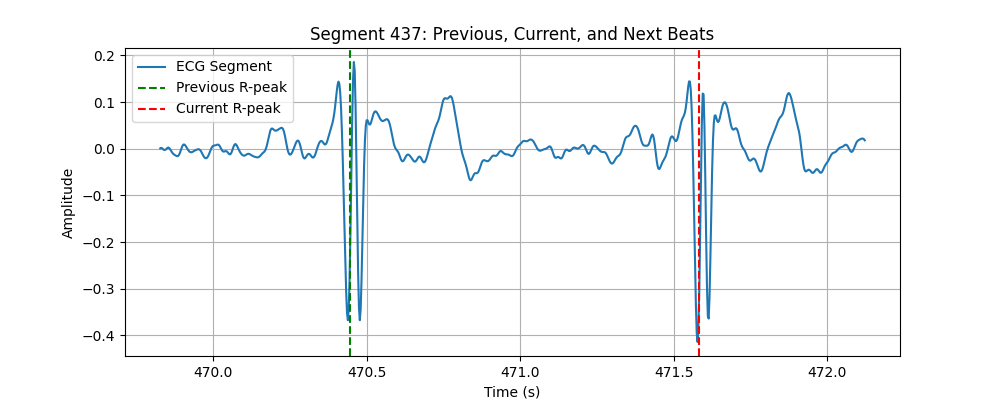 Segment 437: Previous, Current, and Next Beats
ECG Segment
Previous R-peak
Current R-peak
0.2
0.1
0.0
−0.1
−0.2
−0.3
−0.4
Amplitude
470.0 470.5 471.0 471.5 472.0
Time (s)